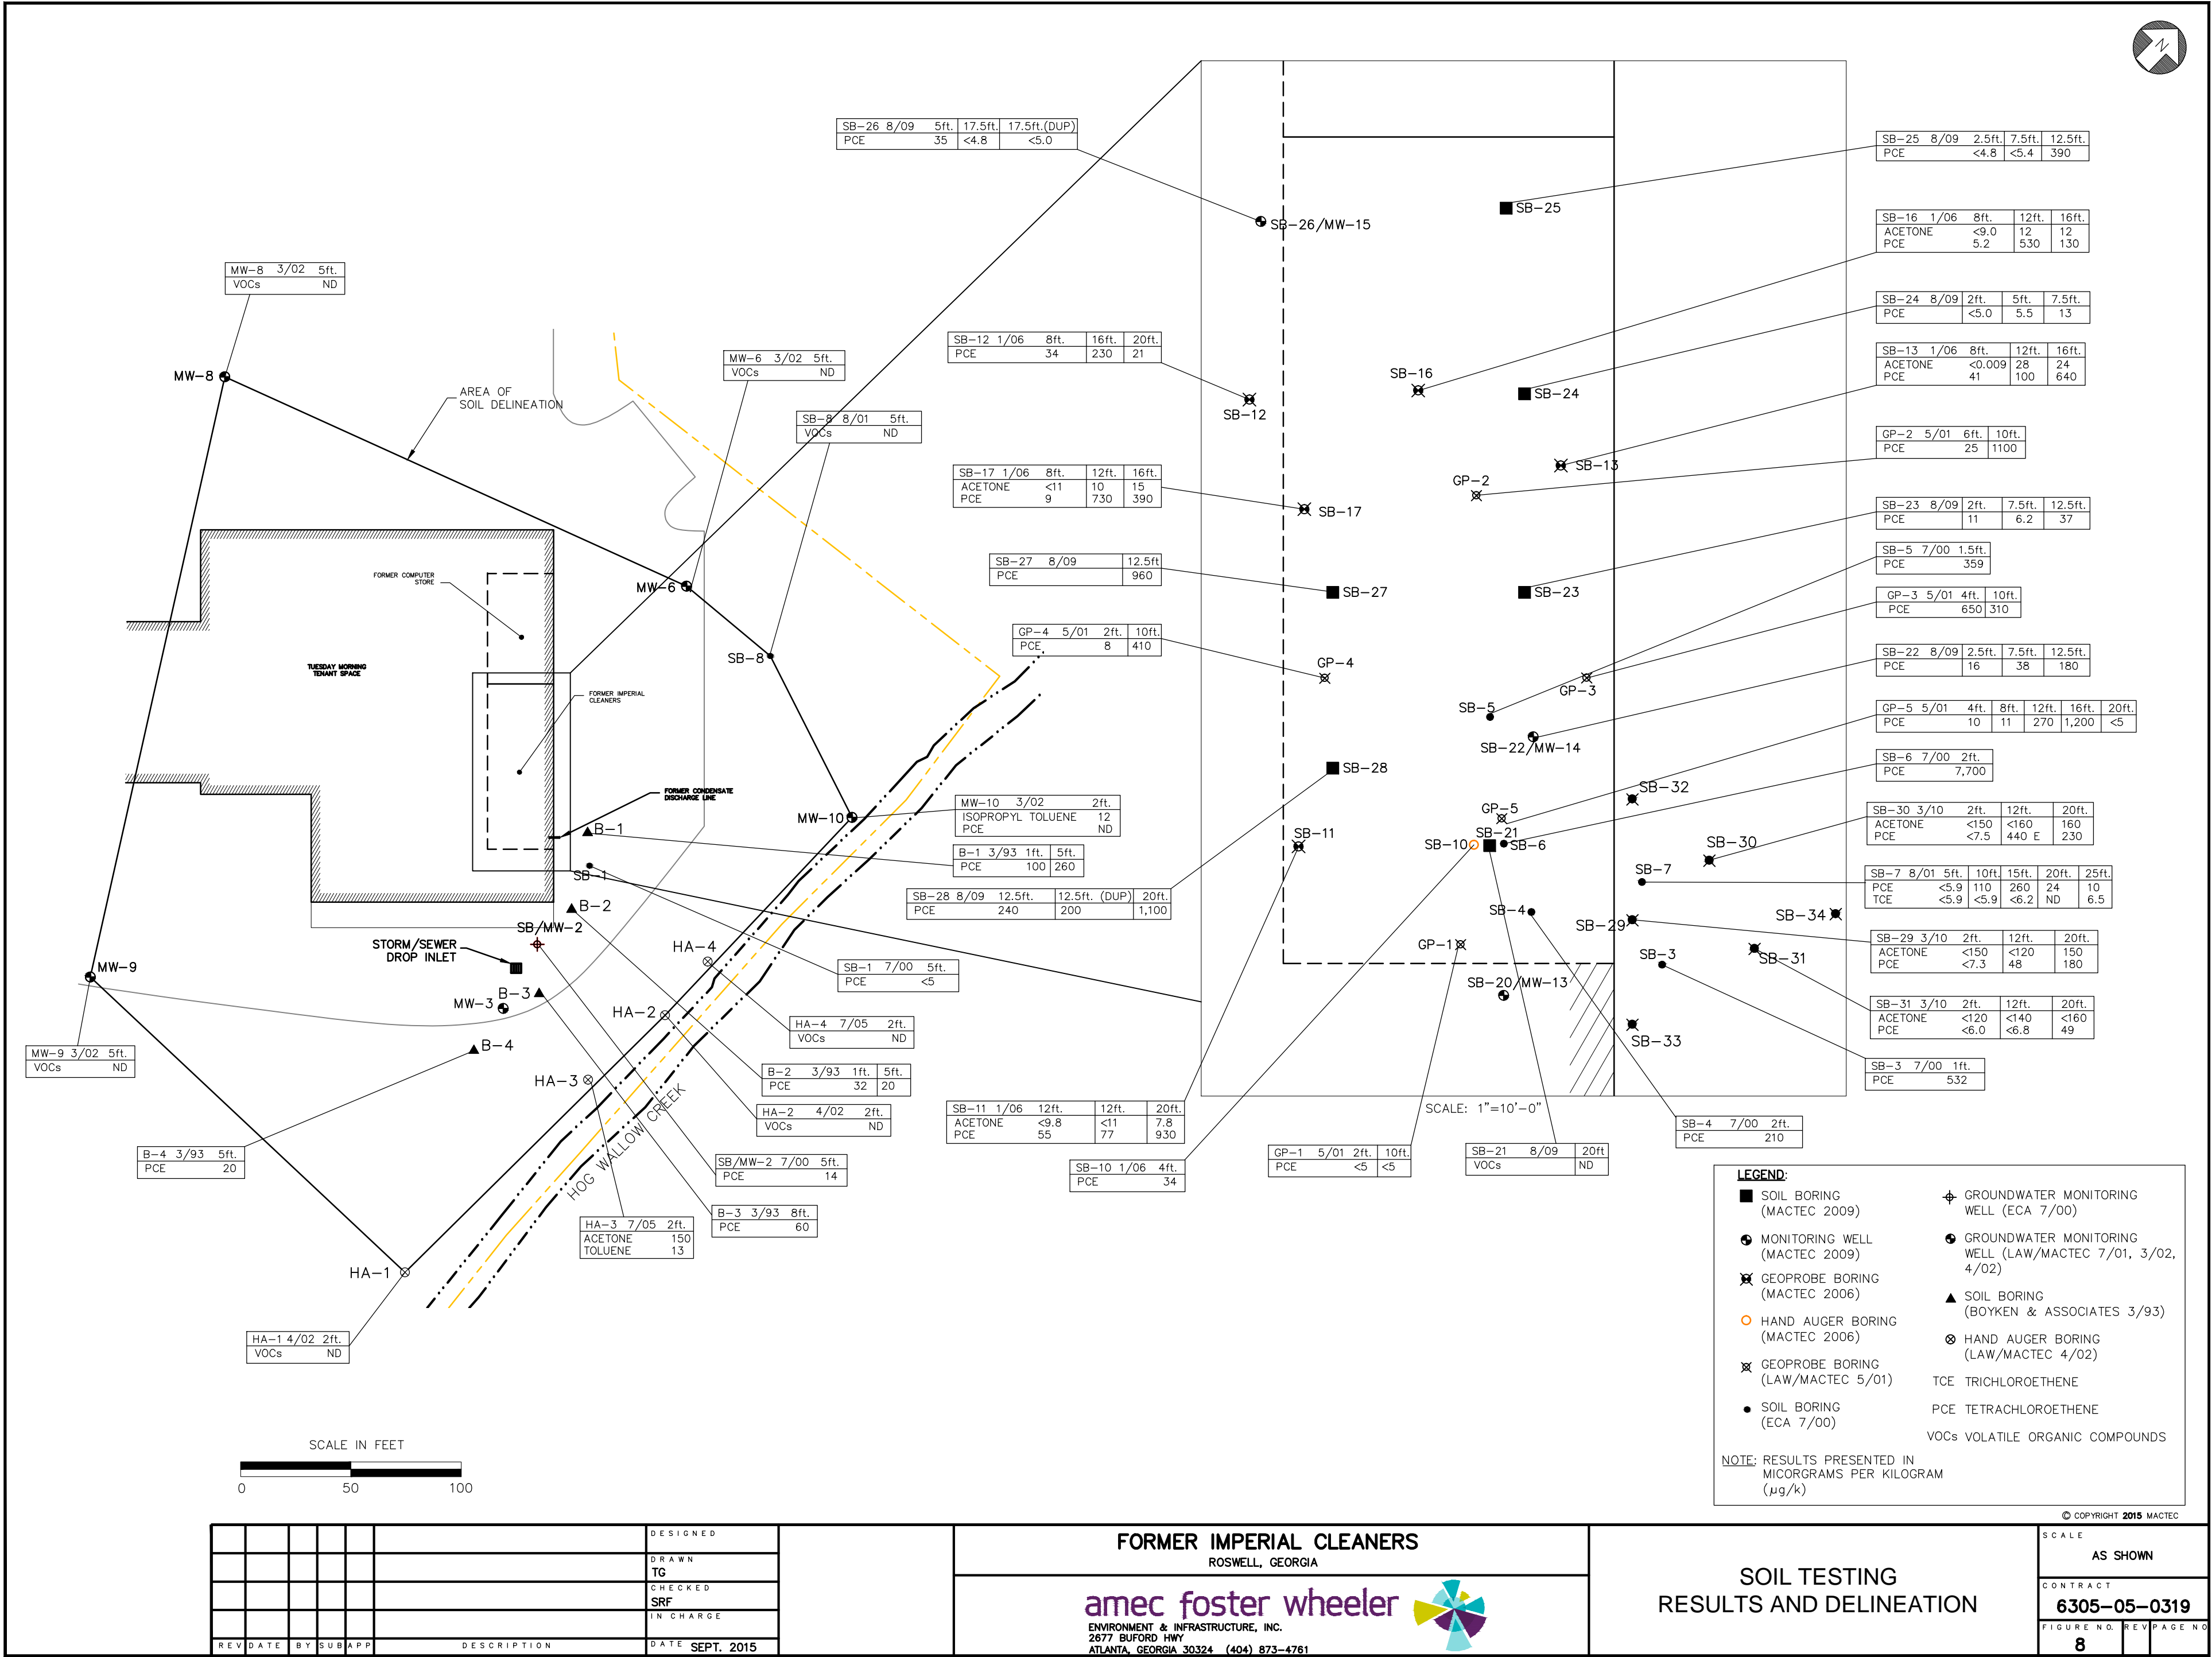 N
SB-26 8/09 5ft. 17.5ft. 17.5ft.(DUP)
PCE 35 <4.8 <5.0
SB-25 8/09 2.5ft. 7.5ft. 12.5ft.
PCE <4.8 <5.4 390
SB-25
SB-26/MW-15
SB-16 1/06 8ft. 12ft. 16ft.
ACETONE <9.0 12 12
PCE 5.2 530 130
MW-8 3/02 5ft.
VOCs ND
SB-24 8/09 2ft. 5ft. 7.5ft.
PCE <5.0 5.5 13
SB-12 1/06 8ft. 16ft. 20ft.
PCE 34 230 21
SB-13 1/06 8ft. 12ft. 16ft.
ACETONE <0.009 28 24
PCE 41 100 640
MW-6 3/02 5ft.
VOCs ND
MW-8
AREA OF
SOIL DELINEATION
SB-16
SB-24
SB-12
SB-8 8/01 5ft.
VOCs ND
GP-2 5/01 6ft. 10ft.
PCE 25 1100
SB-13
SB-17 1/06 8ft. 12ft. 16ft.
ACETONE <11 10 15
PCE 9 730 390
GP-2
SB-17
SB-23 8/09 2ft. 7.5ft. 12.5ft.
PCE 11 6.2 37
SB-5 7/00 1.5ft.
PCE 359
SB-27 8/09 12.5ft
PCE 960
FORMER COMPUTER
STORE
MW-6
SB-27
SB-23
GP-3 5/01 4ft. 10ft.
PCE 650 310
GP-4 5/01 2ft. 10ft.
PCE 8 410
SB-22 8/09 2.5ft. 7.5ft. 12.5ft.
PCE 16 38 180
TUESDAY MORNING
TENANT SPACE
SB-8
GP-4
GP-3
FORMER IMPERIAL
CLEANERS
SB-5
GP-5 5/01 4ft. 8ft. 12ft. 16ft. 20ft.
PCE 10 11 270 1,200 <5
SB-22/MW-14
SB-6 7/00 2ft.
PCE 7,700
SB-28
FORMER CONDENSATE
DISCHARGE LINE
SB-32
MW-10 3/02 2ft.
ISOPROPYL TOLUENE 12
PCE ND
MW-10
GP-5
SB-30 3/10 2ft. 12ft. 20ft.
ACETONE <150 <160 160
PCE <7.5 440 E 230
B-1
SB-11
SB-21
SB-10
SB-6
SB-30
B-1 3/93 1ft. 5ft.
PCE 100 260
SB-1
SB-7
SB-7 8/01 5ft. 10ft. 15ft. 20ft. 25ft.
PCE <5.9 110 260 24 10
TCE <5.9 <5.9 <6.2 ND 6.5
SB-28 8/09 12.5ft. 12.5ft. (DUP) 20ft.
PCE 240 200 1,100
B-2
SB-4
SB-34
SB-29
SB/MW-2
STORM/SEWER
DROP INLET
HA-4
GP-1
SB-29 3/10 2ft. 12ft. 20ft.
ACETONE <150 <120 150
PCE <7.3 48 180
SB-3
SB-31
MW-9
SB-1 7/00 5ft.
PCE <5
SB-20/MW-13
B-3
MW-3
HA-2
SB-31 3/10 2ft. 12ft. 20ft.
ACETONE <120 <140 <160
PCE <6.0 <6.8 49
HA-4 7/05 2ft.
VOCs ND
SB-33
B-4
MW-9 3/02 5ft.
VOCs ND
SB-3 7/00 1ft.
PCE 532
B-2 3/93 1ft. 5ft.
PCE 32 20
HA-3
HOG WALLOW CREEK
SCALE: 1"=10'-0"
HA-2 4/02 2ft.
VOCs ND
SB-11 1/06 12ft. 12ft. 20ft.
ACETONE <9.8 <11 7.8
PCE 55 77 930
SB-4 7/00 2ft.
PCE 210
B-4 3/93 5ft.
PCE 20
SB/MW-2 7/00 5ft.
PCE 14
SB-10 1/06 4ft.
PCE 34
GP-1 5/01 2ft. 10ft.
PCE <5 <5
SB-21 8/09 20ft
VOCs ND
B-3 3/93 8ft.
PCE 60
HA-3 7/05 2ft.
ACETONE 150
TOLUENE 13
HA-1
HA-1 4/02 2ft.
VOCs ND
LEGEND:
SOIL BORING
(MACTEC 2009)
MONITORING WELL
(MACTEC 2009)
GEOPROBE BORING
(MACTEC 2006)
HAND AUGER BORING
(MACTEC 2006)
GEOPROBE BORING
(LAW/MACTEC 5/01)
SOIL BORING
(ECA 7/00)
GROUNDWATER MONITORING
WELL (ECA 7/00)
GROUNDWATER MONITORING
WELL (LAW/MACTEC 7/01, 3/02,
4/02)
SOIL BORING
(BOYKEN & ASSOCIATES 3/93)
HAND AUGER BORING
(LAW/MACTEC 4/02)
TCE TRICHLOROETHENE
PCE TETRACHLOROETHENE
VOCs VOLATILE ORGANIC COMPOUNDS
NOTE: RESULTS PRESENTED IN
MICORGRAMS PER KILOGRAM
(µg/k)
SCALE IN FEET
0 50 100
© COPYRIGHT 2015 MACTEC
REV DATE BY SUB APP DESCRIPTION
DESIGNED
DRAWN
TG
CHECKED
SRF
IN CHARGE
DATE SEPT. 2015
FORMER IMPERIAL CLEANERS
ROSWELL, GEORGIA
amec foster wheeler
ENVIRONMENT & INFRASTRUCTURE, INC.
2677 BUFORD HWY
ATLANTA, GEORGIA 30324 (404) 873-4761
SOIL TESTING
RESULTS AND DELINEATION
SCALE
AS SHOWN
CONTRACT
6305-05-0319
FIGURE NO. REV PAGE NO
8